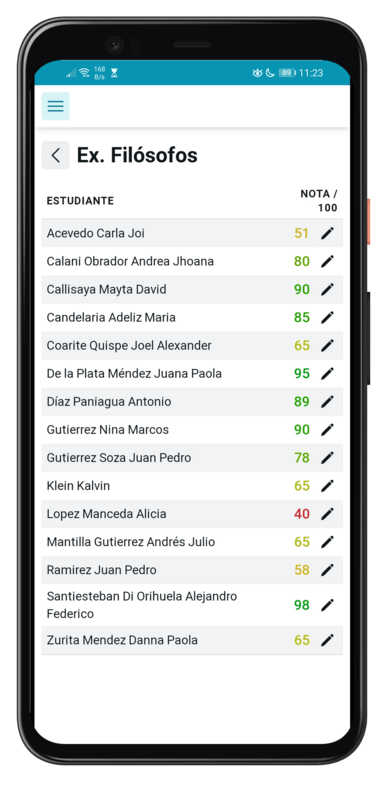 168
B/s
89
11:23
Ex. Filósofos
ESTUDIANTE
NOTA /
100
Acevedo Carla Joi 51
Calani Obrador Andrea Jhoana 80
Callisaya Mayta David 90
Candelaria Adeliz Maria 85
Coarite Quispe Joel Alexander 65
De la Plata Méndez Juana Paola 95
Díaz Paniagua Antonio 89
Gutierrez Nina Marcos 90
Gutierrez Soza Juan Pedro 78
Klein Kalvin 65
Lopez Manceda Alicia 40
Mantilla Gutierrez Andrés Julio 65
Ramirez Juan Pedro 58
Santiesteban Di Orihuela Alejandro
Federico 98
Zurita Mendez Danna Paola 65